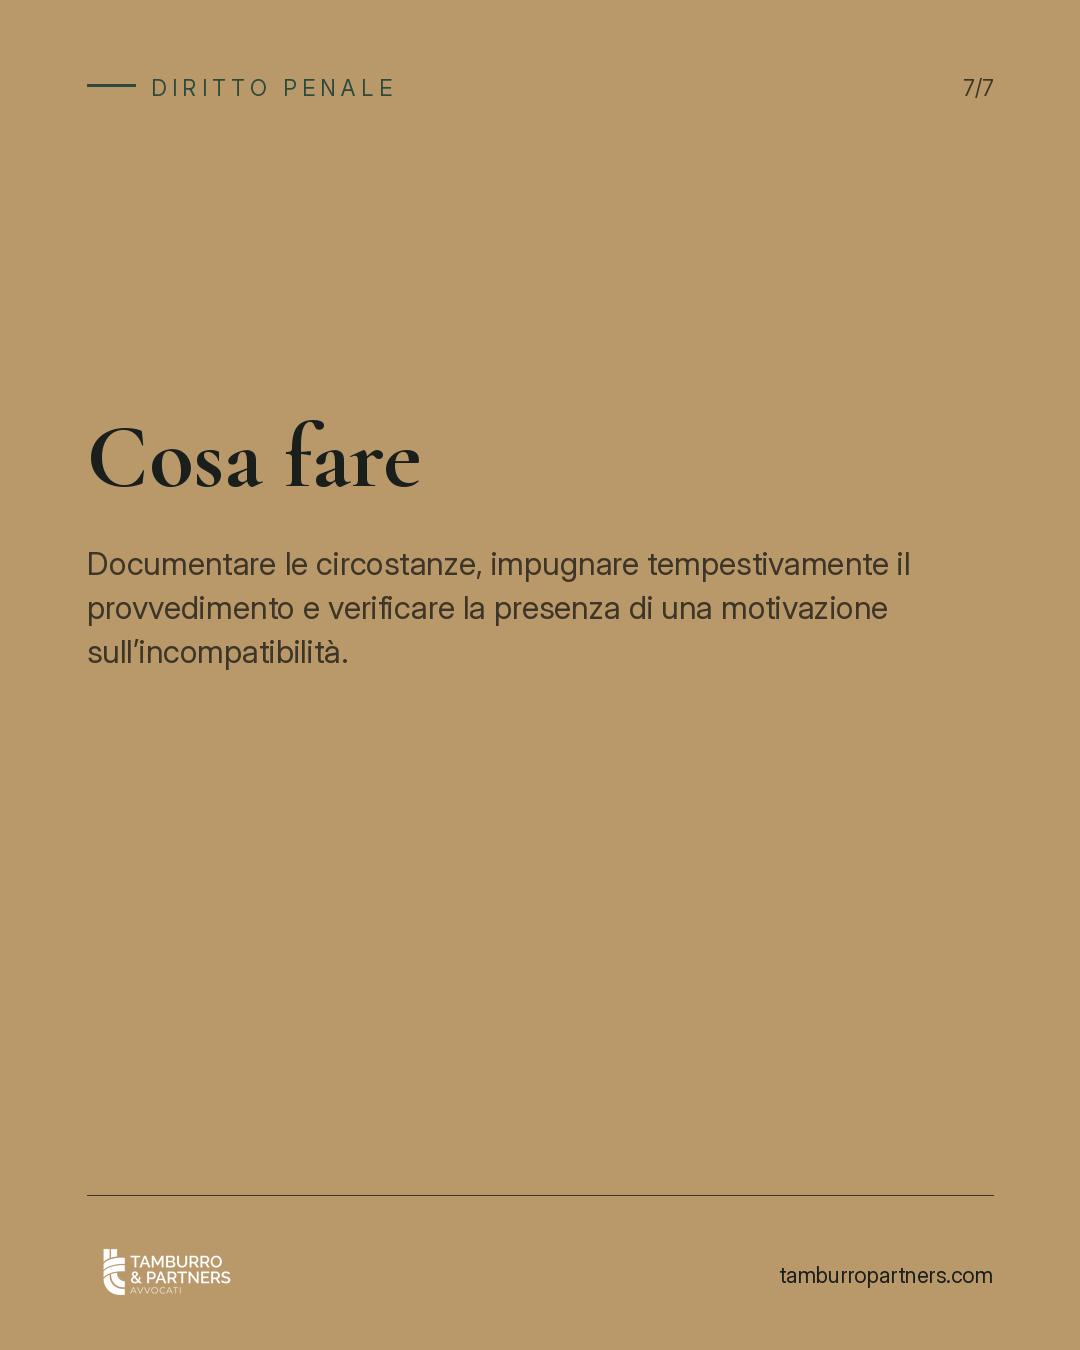 DIRITTO PENALE
7/7
Cosa fare
Documentare le circostanze, impugnare tempestivamente il
provvedimento e verificare la presenza di una motivazione
sull’incompatibilità.
TAMBURRO
& PARTNERS
AVVOCATI
tamburropartners.com